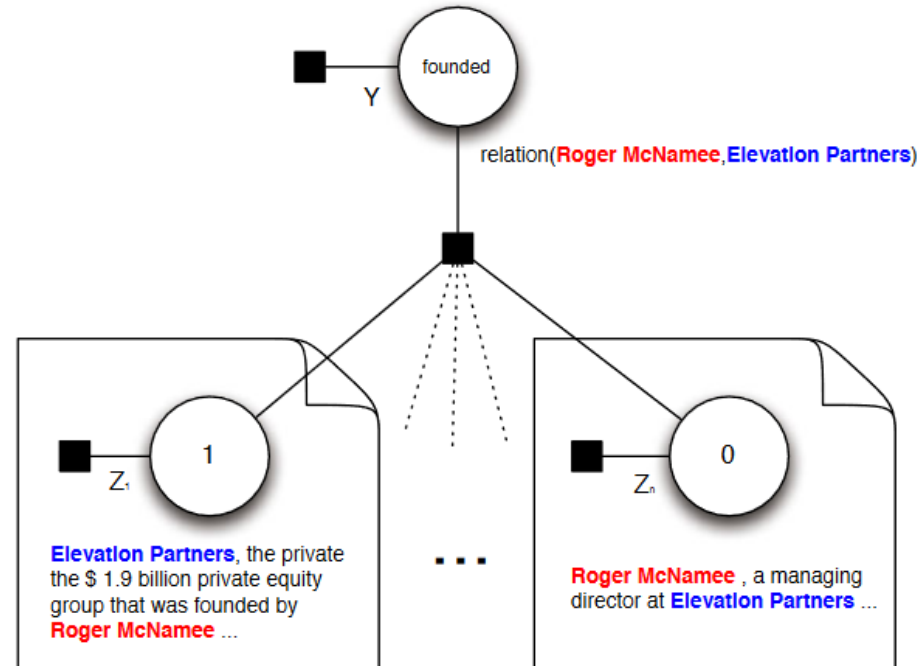 founded
Y
relation(Roger McNamee,Elevation Partners)
1
Z₁
Elevation Partners, the private
the $ 1.9 billion private equity
group that was founded by
Roger McNamee ...
...
0
Zₙ
Roger McNamee , a managing
director at Elevation Partners ...